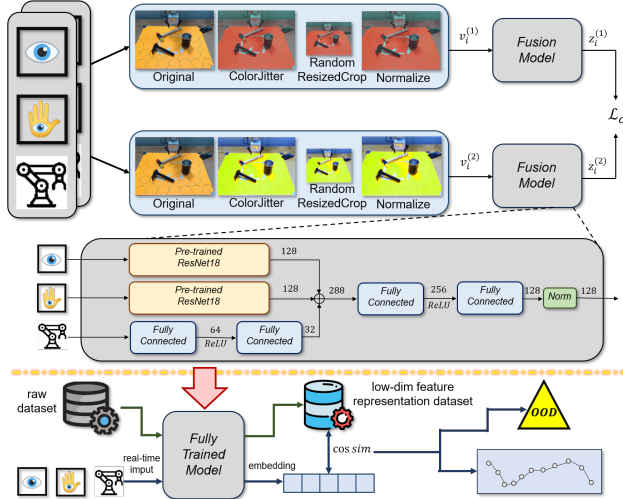 Original
ColorJitter
Random
ResizedCrop
Normalize
v_i^{(1)}
Fusion
Model
z_i^{(1)}
ℒ_c
Original
ColorJitter
Random
ResizedCrop
Normalize
v_i^{(2)}
Fusion
Model
z_i^{(2)}
Pre-trained
ResNet18
128
Pre-trained
ResNet18
128
Fully
Connected
64
ReLU
Fully
Connected
32
288
Fully
Connected
256
ReLU
Fully
Connected
128
Norm
128
raw
dataset
Fully
Trained
Model
real-time
imput
embedding
low-dim feature
representation dataset
cos sim
OOD